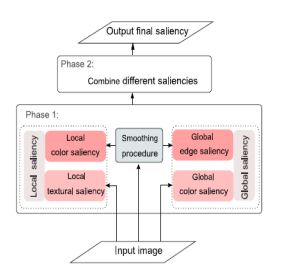 Output final saliency
Phase 2:
Combine different saliencies
Phase 1:
Local saliency
Local
color saliency
Local
textural saliency
Smoothing
procedure
Global
edge saliency
Global
color saliency
Global saliency
Input image